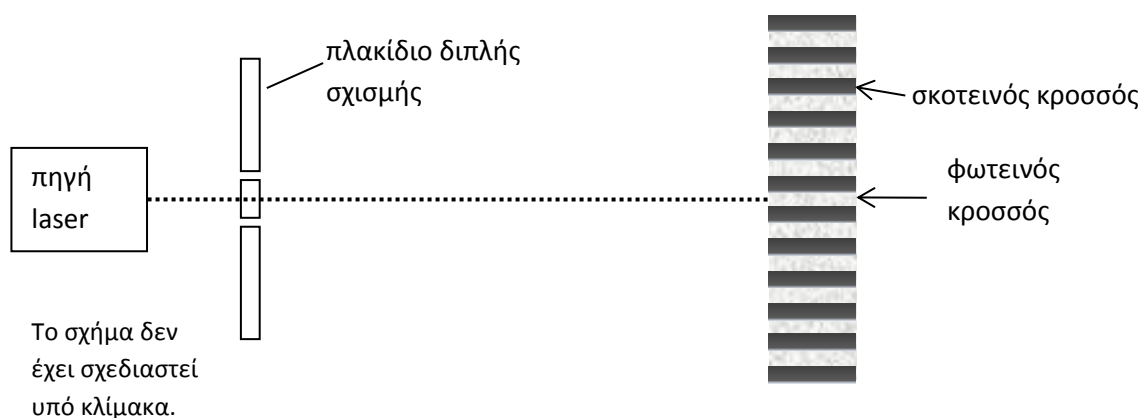 πλακίδιο διπλής
σχισμής
σκοτεινός κροσσός
πηγή
laser
φωτεινός
κροσσός
Το σχήμα δεν
έχει σχεδιαστεί
υπό κλίμακα.